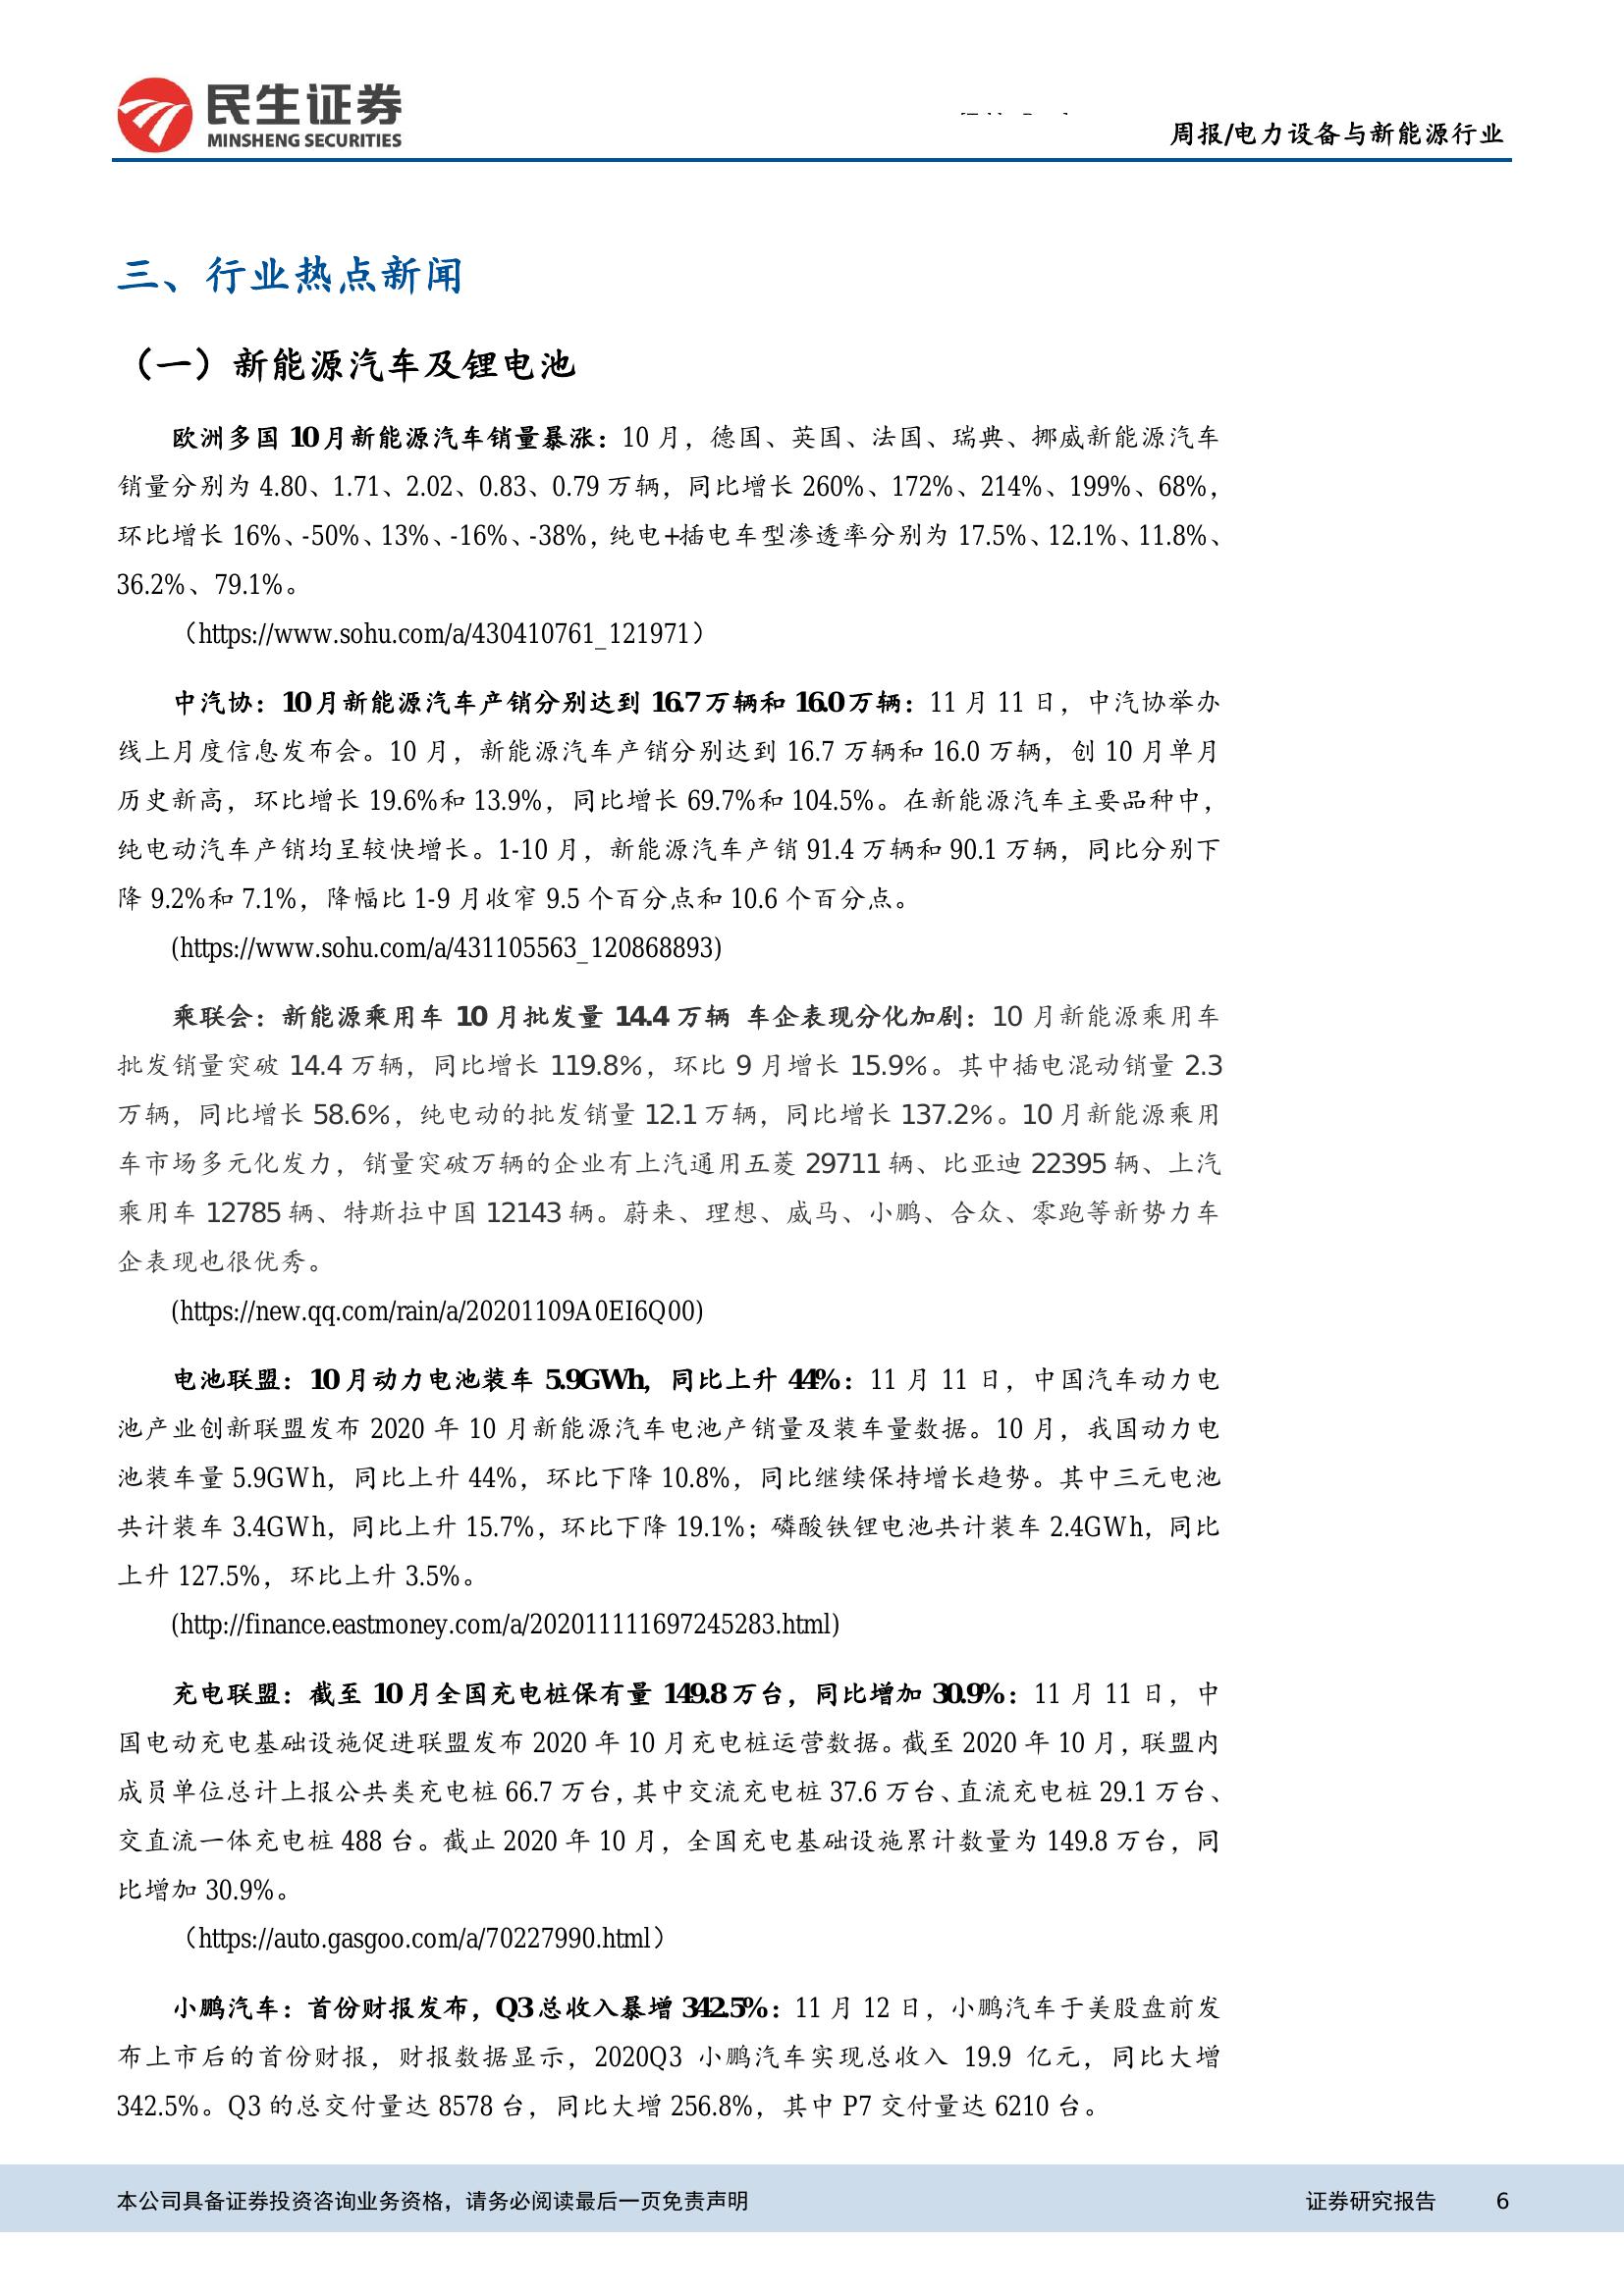 民生证券
MINSHENG SECURITIES
周报/电力设备与新能源行业
三、行业热点新闻
（一）新能源汽车及锂电池
欧洲多国 10 月新能源汽车销量暴涨：10 月，德国、英国、法国、瑞典、挪威新能源汽车
销量分别为 4.80、1.71、2.02、0.83、0.79 万辆，同比增长 260%、172%、214%、199%、68%，
环比增长 16%、-50%、13%、-16%、-38%，纯电+插电车型渗透率分别为 17.5%、12.1%、11.8%、
36.2%、79.1%。
（https://www.sohu.com/a/430410761_121971）
中汽协：10 月新能源汽车产销分别达到 16.7 万辆和 16.0 万辆：11 月 11 日，中汽协举办
线上月度信息发布会。10 月，新能源汽车产销分别达到 16.7 万辆和 16.0 万辆，创 10 月单月
历史新高，环比增长 19.6%和 13.9%，同比增长 69.7%和 104.5%。在新能源汽车主要品种中，
纯电动汽车产销均呈较快增长。1-10 月，新能源汽车产销 91.4 万辆和 90.1 万辆，同比分别下
降 9.2%和 7.1%，降幅比 1-9 月收窄 9.5 个百分点和 10.6 个百分点。
(https://www.sohu.com/a/431105563_120868893)
乘联会：新能源乘用车 10 月批发量 14.4 万辆 车企表现分化加剧：10 月新能源乘用车
批发销量突破 14.4 万辆，同比增长 119.8%，环比 9 月增长 15.9%。其中插电混动销量 2.3
万辆，同比增长 58.6%，纯电动的批发销量 12.1 万辆，同比增长 137.2%。10 月新能源乘用
车市场多元化发力，销量突破万辆的企业有上汽通用五菱 29711 辆、比亚迪 22395 辆、上汽
乘用车 12785 辆、特斯拉中国 12143 辆。蔚来、理想、威马、小鹏、合众、零跑等新势力车
企表现也很优秀。
(https://new.qq.com/rain/a/20201109A0EI6Q00)
电池联盟：10 月动力电池装车 5.9GWh，同比上升 44%：11 月 11 日，中国汽车动力电
池产业创新联盟发布 2020 年 10 月新能源汽车电池产销量及装车量数据。10 月，我国动力电
池装车量 5.9GWh，同比上升 44%，环比下降 10.8%，同比继续保持增长趋势。其中三元电池
共计装车 3.4GWh，同比上升 15.7%，环比下降 19.1%；磷酸铁锂电池共计装车 2.4GWh，同比
上升 127.5%，环比上升 3.5%。
(http://finance.eastmoney.com/a/202011111697245283.html)
充电联盟：截至 10 月全国充电桩保有量 149.8 万台，同比增加 30.9%：11 月 11 日，中
国电动充电基础设施促进联盟发布 2020 年 10 月充电桩运营数据。截至 2020 年 10 月，联盟内
成员单位总计上报公共类充电桩 66.7 万台，其中交流充电桩 37.6 万台、直流充电桩 29.1 万台、
交直流一体充电桩 488 台。截止 2020 年 10 月，全国充电基础设施累计数量为 149.8 万台，同
比增加 30.9%。
（https://auto.gasgoo.com/a/70227990.html）
小鹏汽车：首份财报发布，Q3 总收入暴增 342.5%：11 月 12 日，小鹏汽车于美股盘前发
布上市后的首份财报，财报数据显示，2020Q3 小鹏汽车实现总收入 19.9 亿元，同比大增
342.5%。Q3 的总交付量达 8578 台，同比大增 256.8%，其中 P7 交付量达 6210 台。
本公司具备证券投资咨询业务资格，请务必阅读最后一页免责声明 证券研究报告 6